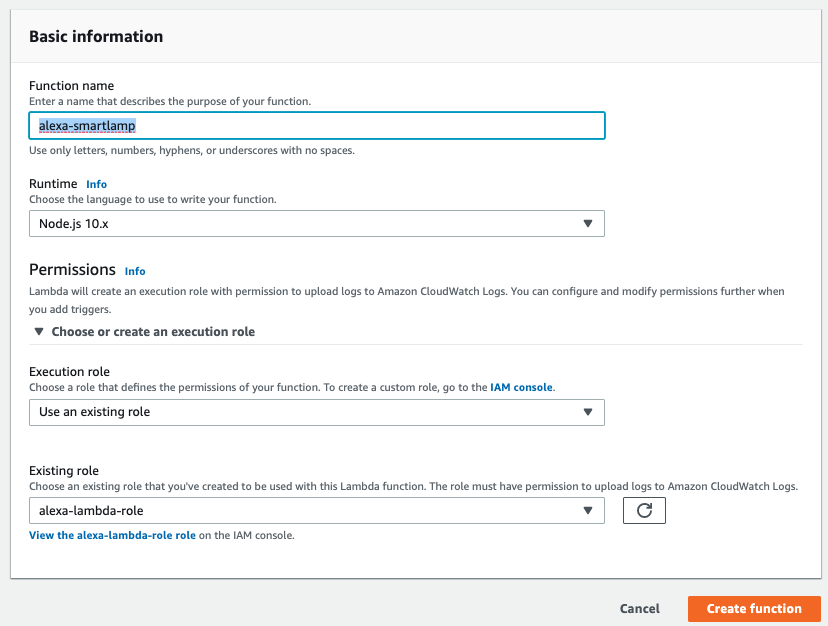 Basic information
Function name
Enter a name that describes the purpose of your function.
alexa-smartlamp
Use only letters, numbers, hyphens, or underscores with no spaces.
Runtime Info
Choose the language to use to write your function.
Node.js 10.x
Permissions Info
Lambda will create an execution role with permission to upload logs to Amazon CloudWatch Logs. You can configure and modify permissions further when
you add triggers.
Choose or create an execution role
Execution role
Choose a role that defines the permissions of your function. To create a custom role, go to the IAM console.
Use an existing role
Existing role
Choose an existing role that you've created to be used with this Lambda function. The role must have permission to upload logs to Amazon CloudWatch Logs.
alexa-lambda-role
View the alexa-lambda-role role on the IAM console.
Cancel Create function